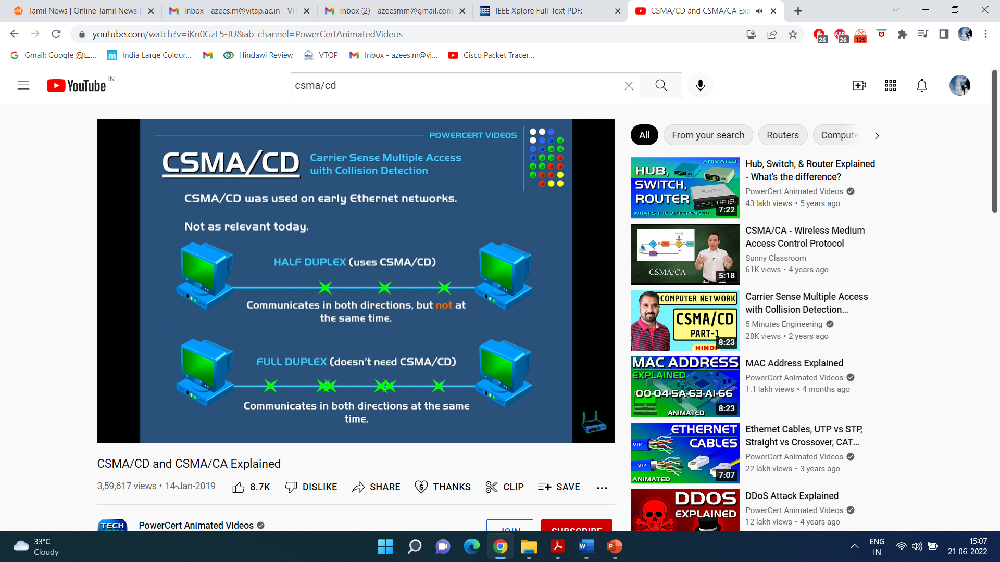 Tamil News | Online Tamil News |
Inbox - azees.m@vitap.ac.in - VIT
Inbox (2) - azeesmm@gmail.com
IEEE
IEEE Xplore Full-Text PDF:
CSMA/CD and CSMA/CA Exp
youtube.com/watch?v=iKn0GzF5-IU&ab_channel=PowerCertAnimatedVideos
26
ABP
26
129
Gmail: Google இட...
India Large Colour...
Hindawi Review
VTOP
Inbox - azees.m@vi...
Cisco Packet Tracer...
YouTube IN
csma/cd
POWERCERT VIDEOS
CSMA/CD
Carrier Sense Multiple Access
with Collision Detection
CSMA/CD was used on early Ethernet networks.
Not as relevant today.
HALF DUPLEX (uses CSMA/CD)
Communicates in both directions, but not at
the same time.
FULL DUPLEX (doesn't need CSMA/CD)
Communicates in both directions at the same
time.
CSMA/CD and CSMA/CA Explained
3,59,617 views • 14-Jan-2019
8.7K
DISLIKE
SHARE
THANKS
CLIP
SAVE
TECH
PowerCert Animated Videos
JOIN
SUBSCRIBE
All
From your search
Routers
Compute
ANIMATED
HUB,
SWITCH,
ROUTER
ROUTER
WHAT'S THE DIFFERENCE?
7:22
Hub, Switch, & Router Explained
- What's the difference?
PowerCert Animated Videos
43 lakh views • 5 years ago
CSMA/CA
5:18
CSMA/CA - Wireless Medium
Access Control Protocol
Sunny Classroom
61K views • 4 years ago
COMPUTER NETWORK
CSMA/CD
PART-1
HINDI
8:23
Carrier Sense Multiple Access
with Collision Detection...
5 Minutes Engineering
28K views • 2 years ago
MAC ADDRESS
EXPLAINED
00-04-5A-63-A1-66
ANIMATED
8:23
MAC Address Explained
PowerCert Animated Videos
1.1 lakh views • 4 months ago
ETHERNET
CABLES
UTP
STP
ANIMATED
7:07
Ethernet Cables, UTP vs STP,
Straight vs Crossover, CAT...
PowerCert Animated Videos
22 lakh views • 3 years ago
DDOS
EXPLAINED
DDoS Attack Explained
PowerCert Animated Videos
12 lakh views • 4 years ago
33°C
Cloudy
ENG
IN
15:07
21-06-2022